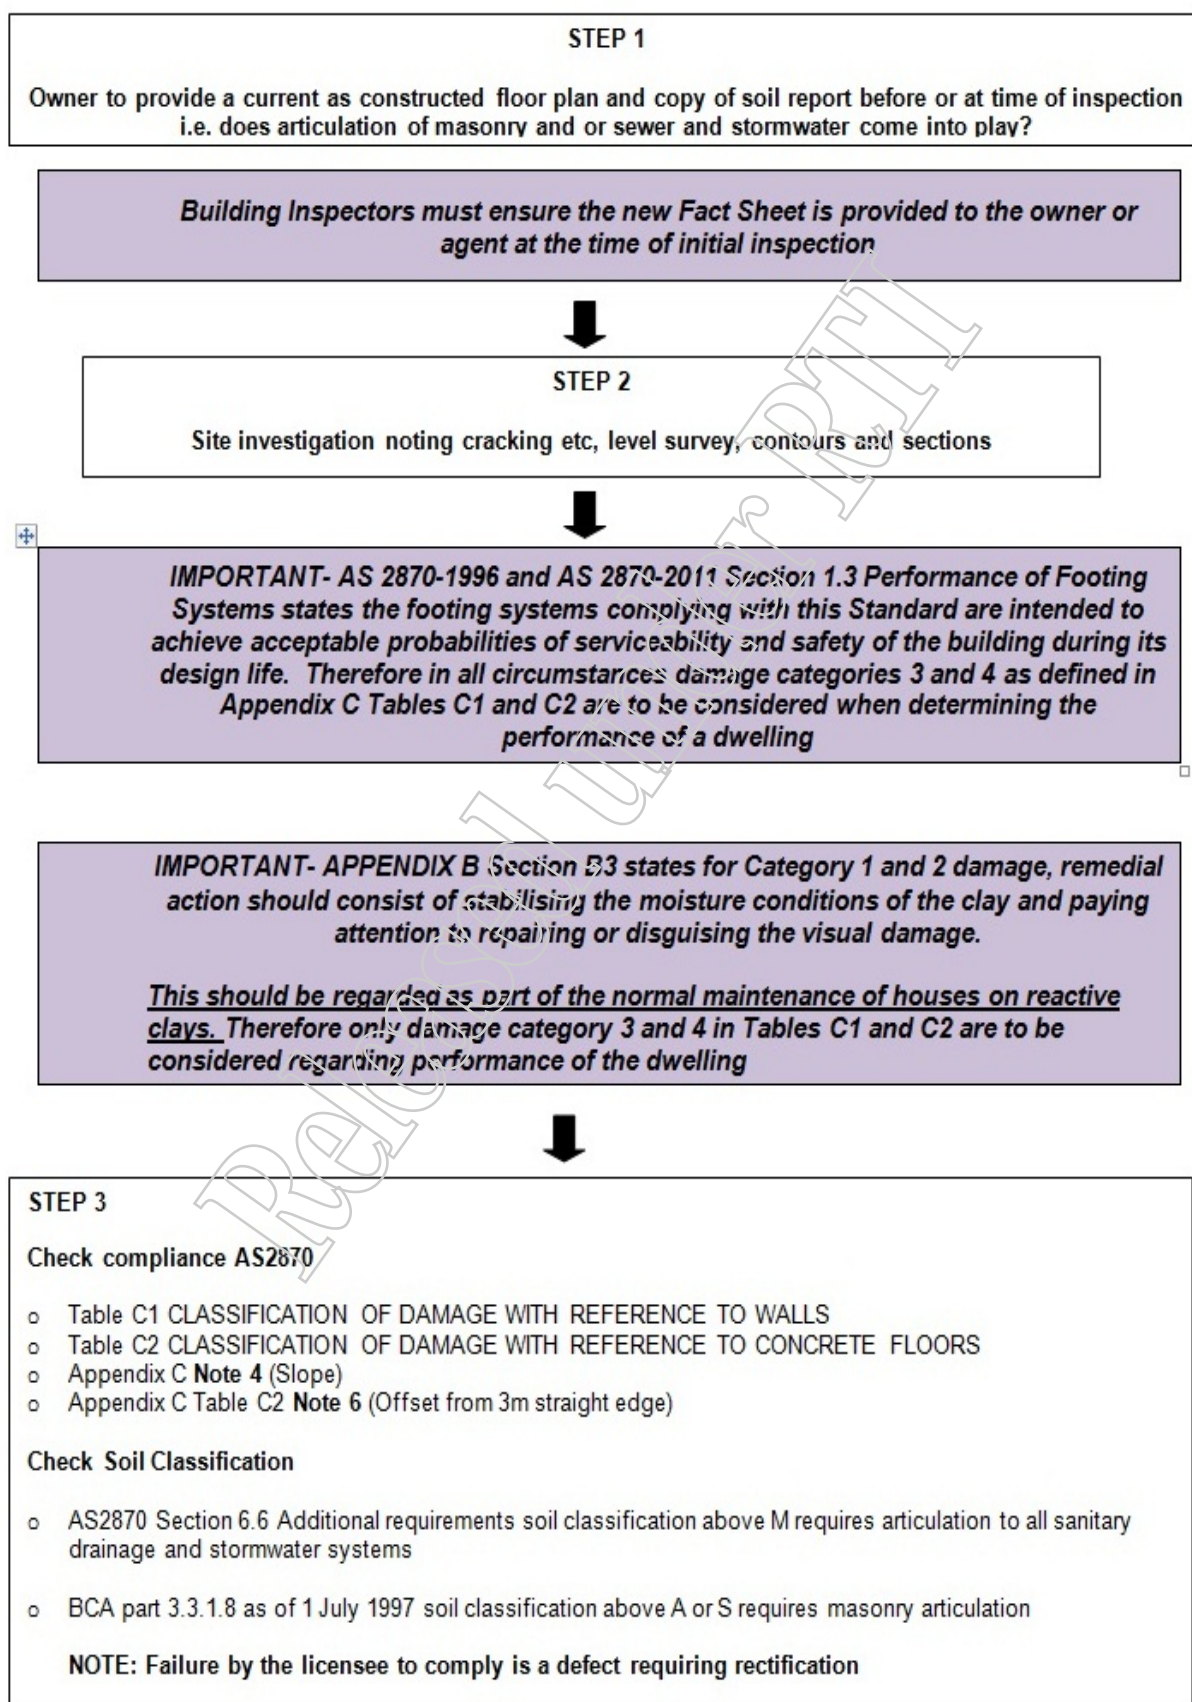 STEP 1
Owner to provide a current as constructed floor plan and copy of soil report before or at time of inspection
i.e. does articulation of masonry and or sewer and stormwater come into play?
Building Inspectors must ensure the new Fact Sheet is provided to the owner or
agent at the time of initial inspection
STEP 2
Site investigation noting cracking etc, level survey, contours and sections
IMPORTANT- AS 2870-1996 and AS 2870-2011 Section 1.3 Performance of Footing
Systems states the footing systems complying with this Standard are intended to
achieve acceptable probabilities of serviceability and safety of the building during its
design life. Therefore in all circumstances damage categories 3 and 4 as defined in
Appendix C Tables C1 and C2 are to be considered when determining the
performance of a dwelling
IMPORTANT- APPENDIX B Section B3 states for Category 1 and 2 damage, remedial
action should consist of stabilising the moisture conditions of the clay and paying
attention to repairing or disguising the visual damage.
This should be regarded as part of the normal maintenance of houses on reactive
clays. Therefore only damage category 3 and 4 in Tables C1 and C2 are to be
considered regarding performance of the dwelling
STEP 3
Check compliance AS2870
o Table C1 CLASSIFICATION OF DAMAGE WITH REFERENCE TO WALLS
o Table C2 CLASSIFICATION OF DAMAGE WITH REFERENCE TO CONCRETE FLOORS
o Appendix C Note 4 (Slope)
o Appendix C Table C2 Note 6 (Offset from 3m straight edge)
Check Soil Classification
o AS2870 Section 6.6 Additional requirements soil classification above M requires articulation to all sanitary
drainage and stormwater systems
o BCA part 3.3.1.8 as of 1 July 1997 soil classification above A or S requires masonry articulation
NOTE: Failure by the licensee to comply is a defect requiring rectification
Released under RTI